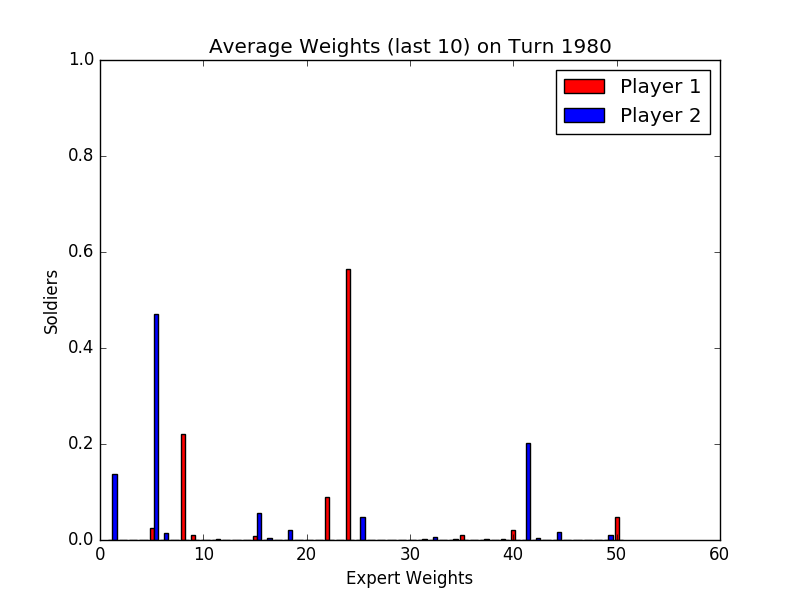 Average Weights (last 10) on Turn 1980
1.0
0.8
0.6
0.4
0.2
0.0
Soldiers
Player 1
Player 2
0 10 20 30 40 50 60
Expert Weights